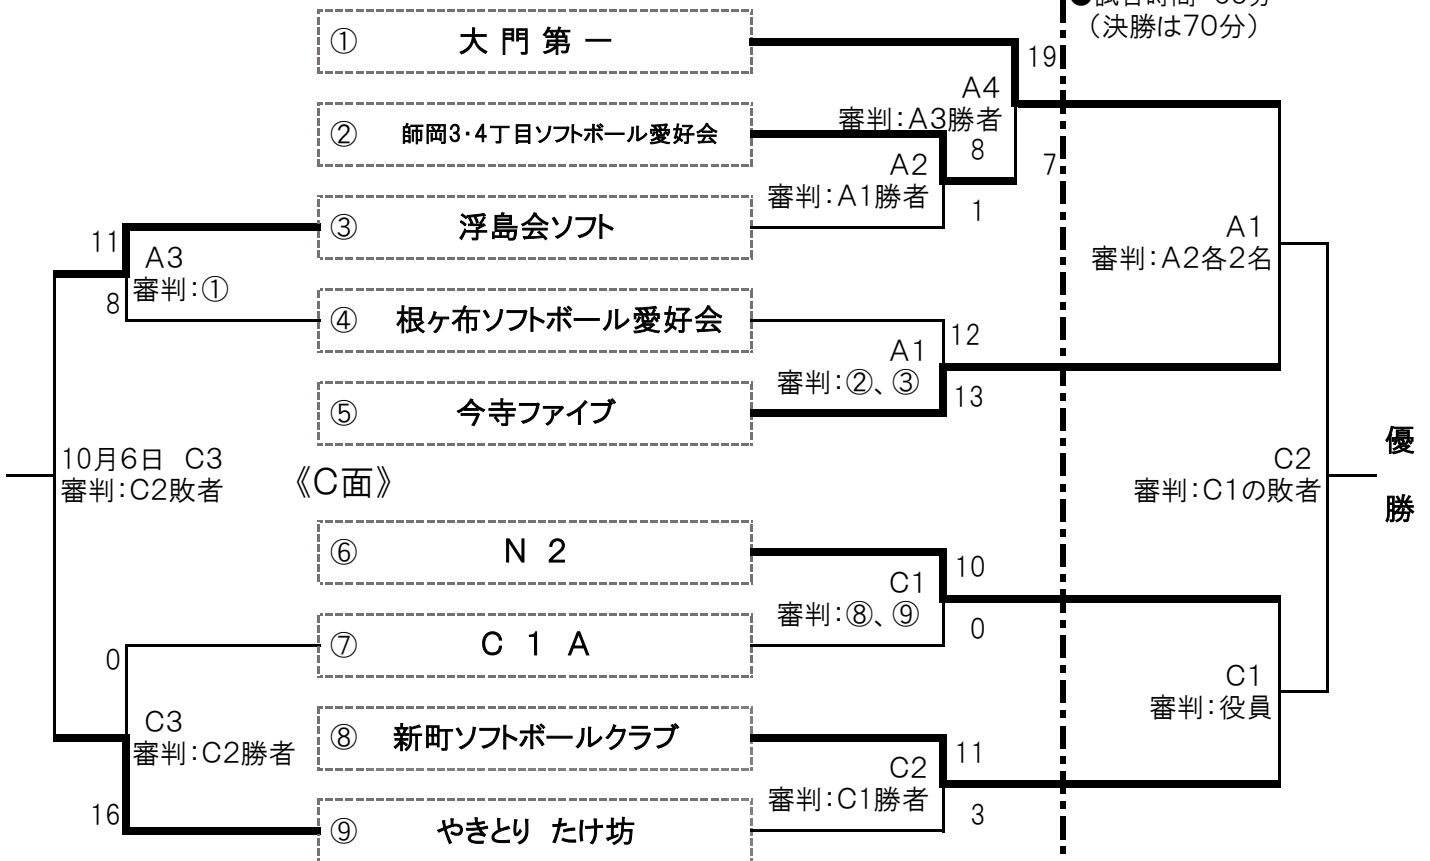 (決勝は70分)
① 大門第一
19
A4
審判:A3勝者
② 師岡3・4丁目ソフトボール愛好会
8
7
A2
審判:A1勝者
1
③ 浮島会ソフト
11
A3
審判:①
8
A1
審判:A2各2名
④ 根ヶ布ソフトボール愛好会
12
A1
審判:②、③
13
⑤ 今寺ファイブ
10月6日 C3
審判:C2敗者
《C面》
C2
審判:C1の敗者
優
勝
⑥ N 2
10
C1
審判:⑧、⑨
0
⑦ C 1 A
0
C1
審判:役員
C3
審判:C2勝者
⑧ 新町ソフトボールクラブ
11
C2
審判:C1勝者
3
16
⑨ やきとり たけ坊